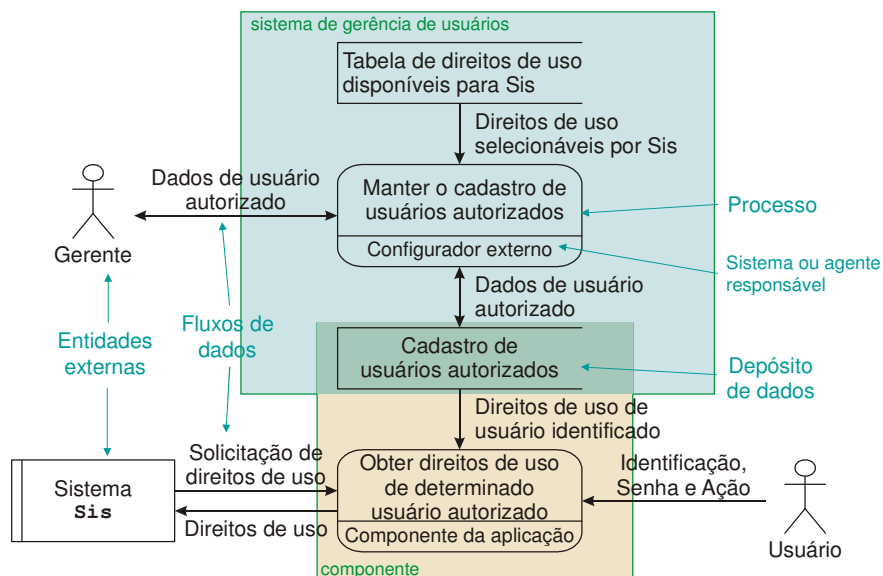 sistema de gerência de usuários
Tabela de direitos de uso
disponíveis para Sis
Direitos de uso
selecionáveis por Sis
Dados de usuário
autorizado
Gerente
Manter o cadastro de
usuários autorizados
Configurador externo
Processo
Sistema ou agente
responsável
Dados de usuário
autorizado
Entidades
externas
Fluxos de
dados
Cadastro de
usuários autorizados
Depósito
de dados
Direitos de uso de
usuário identificado
Sistema
Sis
Solicitação de
direitos de uso
Direitos de uso
Obter direitos de uso
de determinado
usuário autorizado
Componente da aplicação
Identificação,
Senha e Ação
Usuário
componente